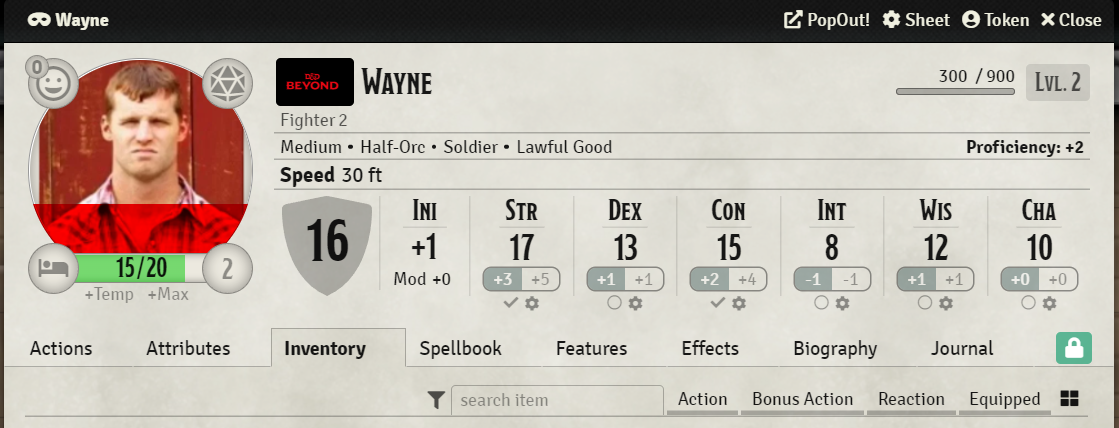 Wayne PopOut! Sheet Token Close
0
D&D
BEYOND
Wayne
300 / 900
Lvl. 2
Fighter 2
Medium • Half-Orc • Soldier • Lawful Good
Proficiency: +2
Speed 30 ft
16
Ini
+1
Mod +0
Str
17
+3 +5
Dex
13
+1 +1
Con
15
+2 +4
Int
8
-1 -1
Wis
12
+1 +1
Cha
10
+0 +0
15/20
2
+Temp +Max
Actions Attributes Inventory Spellbook Features Effects Biography Journal
search item Action Bonus Action Reaction Equipped